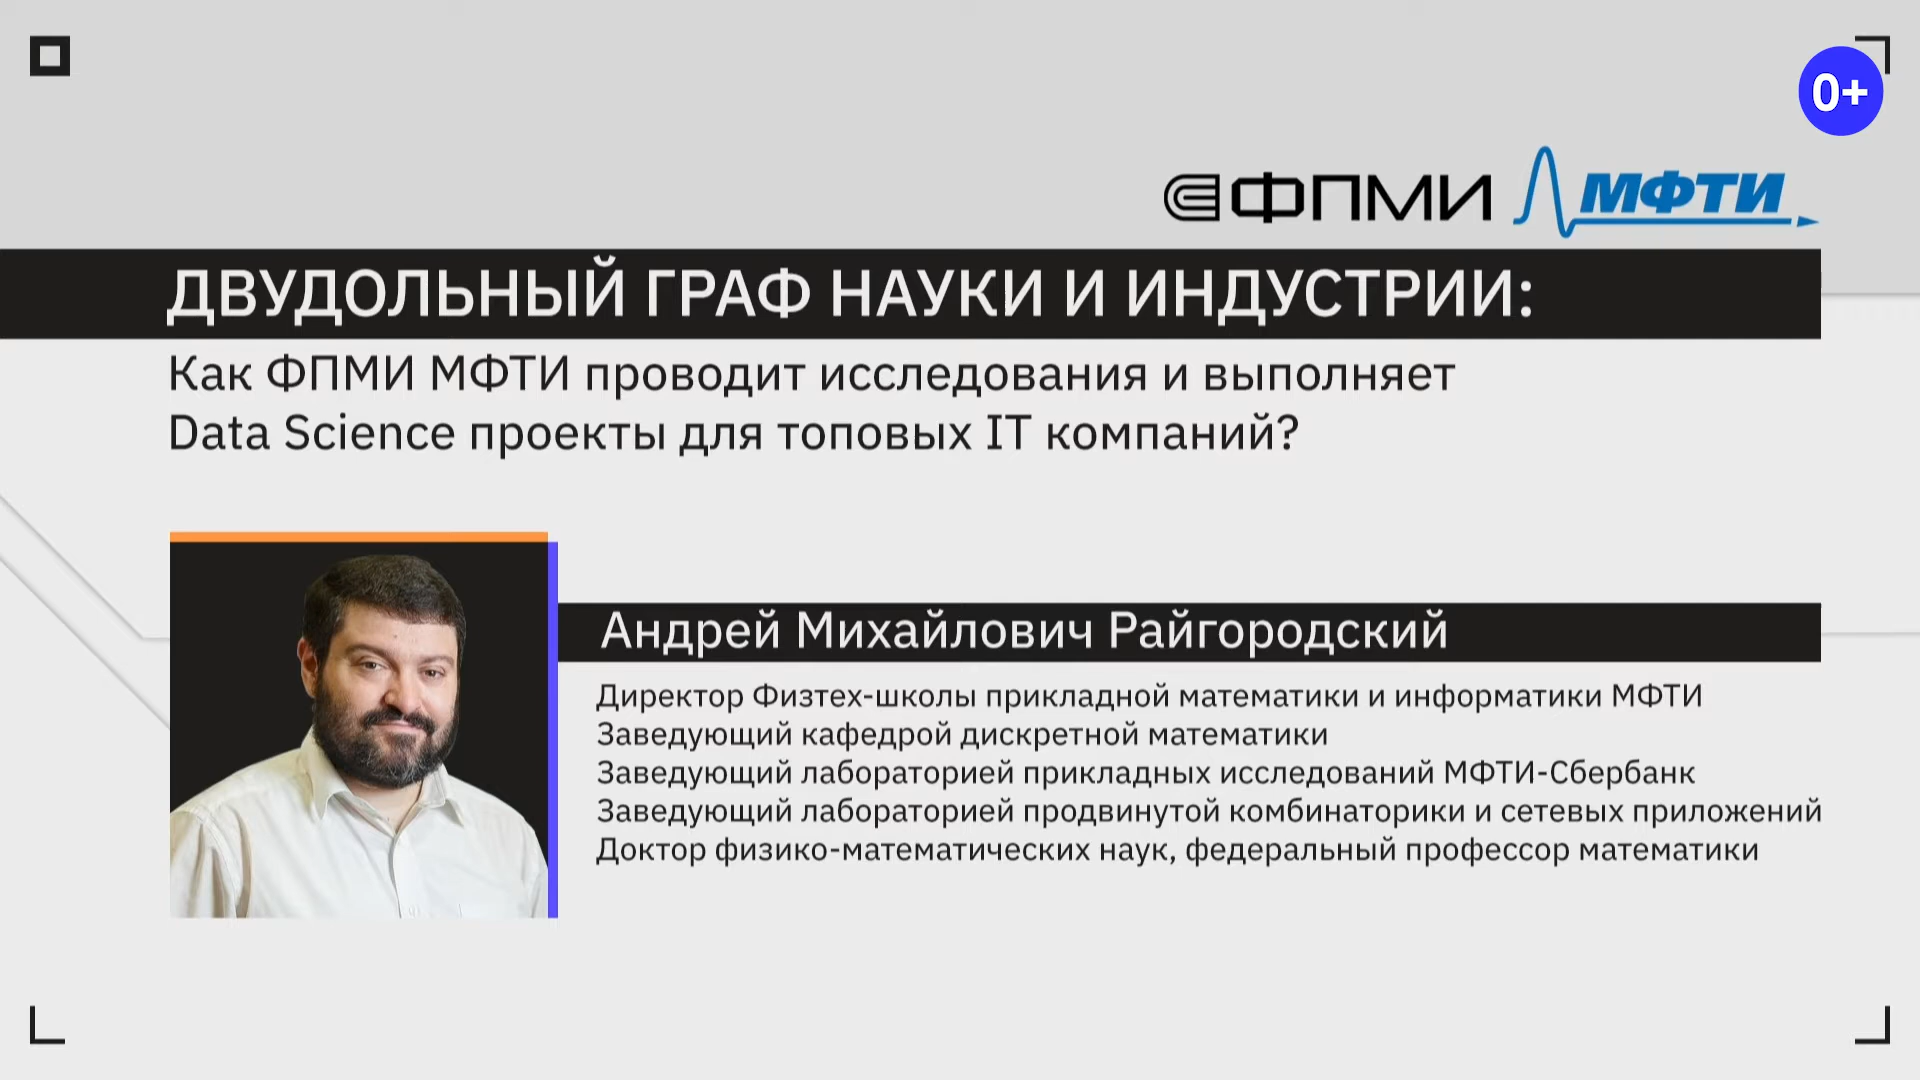 0+
ФПМИ МФТИ
ДВУДОЛЬНЫЙ ГРАФ НАУКИ И ИНДУСТРИИ:
Как ФПМИ МФТИ проводит исследования и выполняет
Data Science проекты для топовых IT компаний?
Андрей Михайлович Райгородский
Директор Физтех-школы прикладной математики и информатики МФТИ
Заведующий кафедрой дискретной математики
Заведующий лабораторией прикладных исследований МФТИ-Сбербанк
Заведующий лабораторией продвинутой комбинаторики и сетевых приложений
Доктор физико-математических наук, федеральный профессор математики